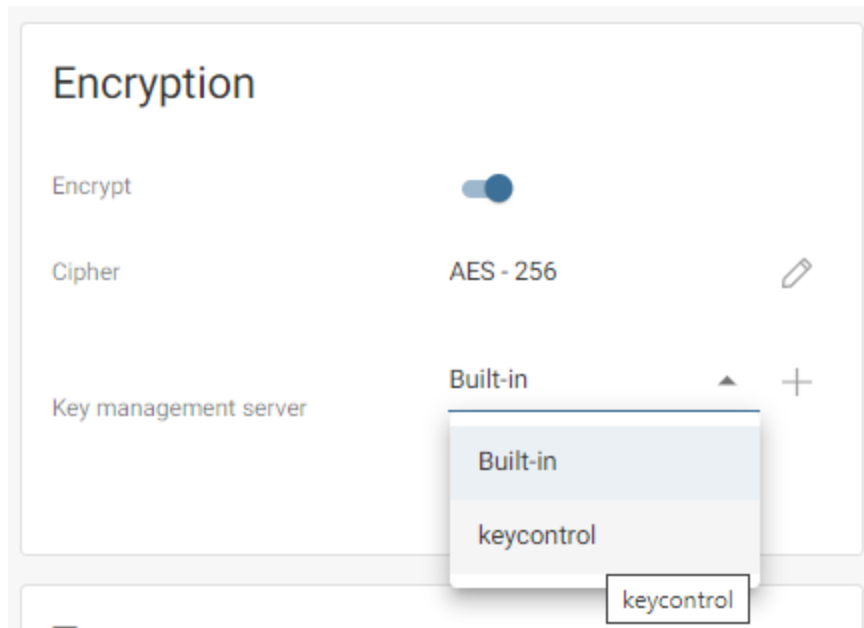 Encryption
Encrypt
Cipher AES - 256
Key management server Built-in
Built-in
keycontrol
keycontrol